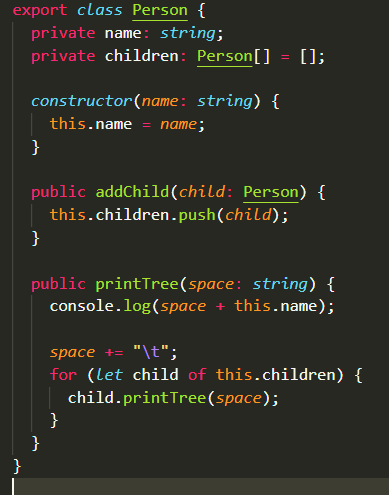 export class Person {
  private name: string;
  private children: Person[] = [];

  constructor(name: string) {
    this.name = name;
  }

  public addChild(child: Person) {
    this.children.push(child);
  }

  public printTree(space: string) {
    console.log(space + this.name);

    space += "\t";
    for (let child of this.children) {
      child.printTree(space);
    }
  }
}